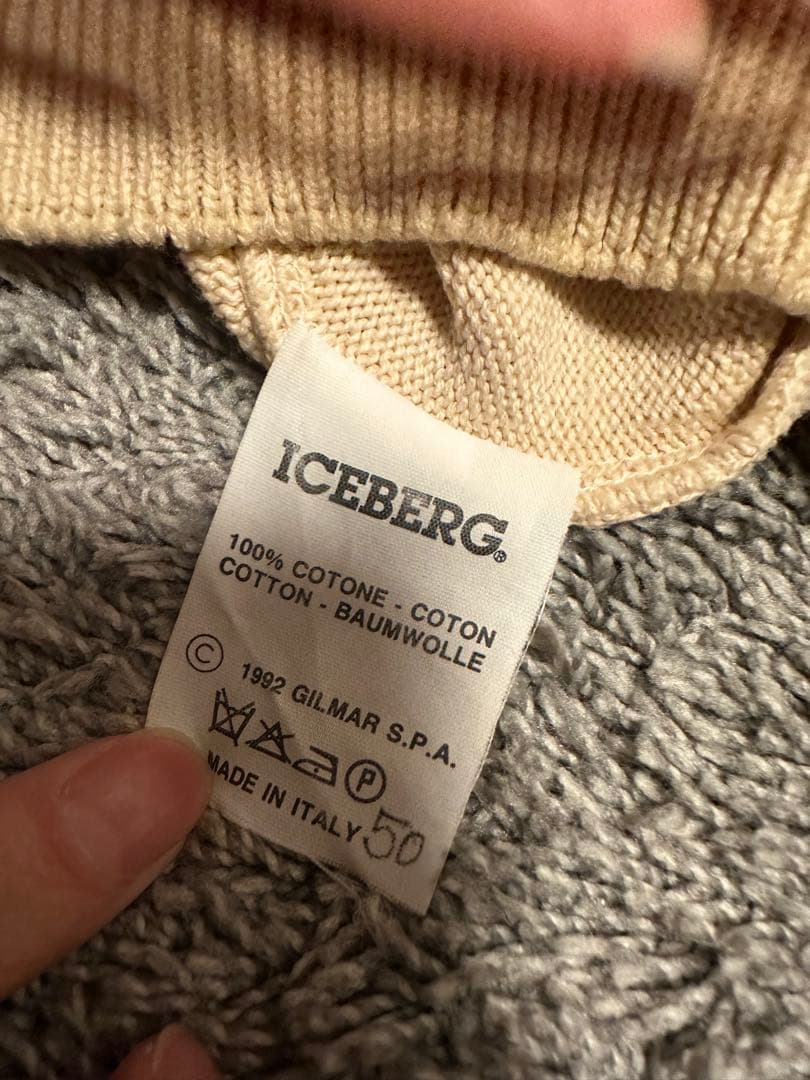 ICEBERG®
100% COTONE - COTON
COTTON - BAUMWOLLE
© 1992 GILMAR S.P.A.
P
MADE IN ITALY 50